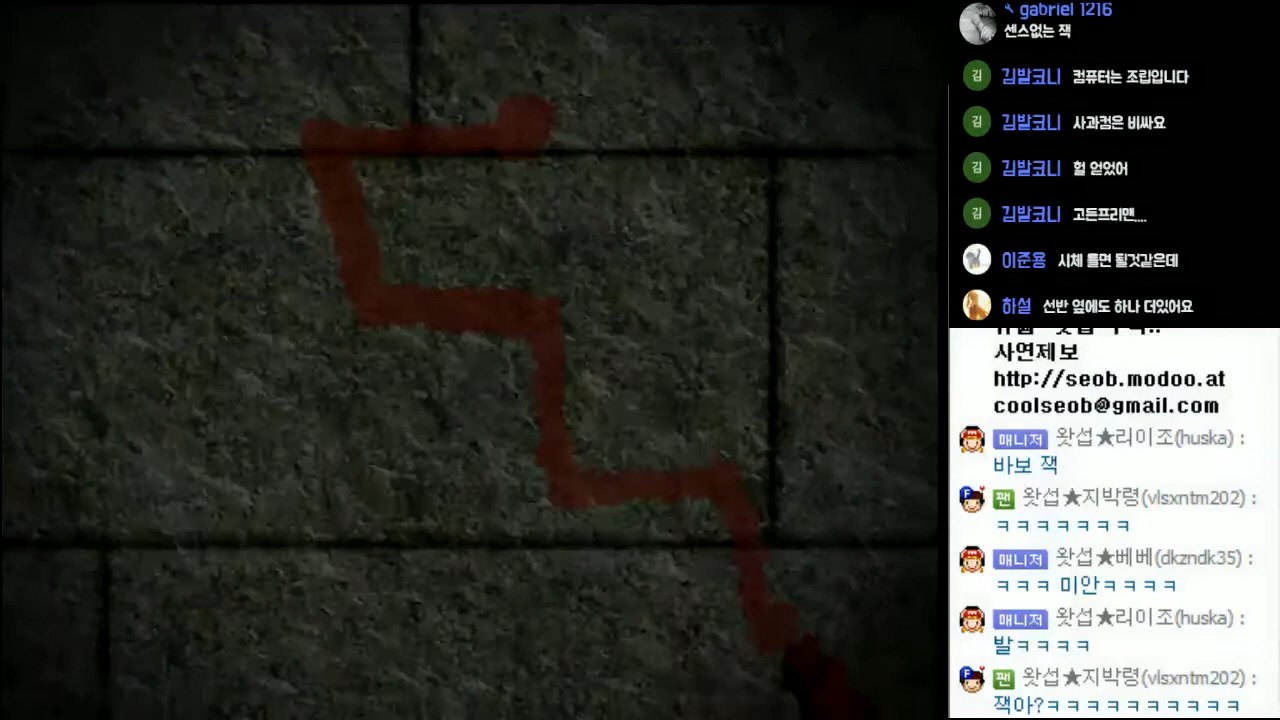 gabriel 1216
센스없는 잭
김 김발코니 컴퓨터는 조립입니다
김 김발코니 사과컴은 비싸요
김 김발코니 헐 얻었어
김 김발코니 고든프리맨....
이준용 시체 틀면 될것같은데
하설 선반 옆에도 하나 더있어요
사연제보
http://seob.modoo.at
coolseob@gmail.com
매니저 왓섭★리이조(huska) :
바보 잭
팬 왓섭★지박령(vlsxntm202) :
ㅋㅋㅋㅋㅋㅋㅋ
매니저 왓섭★베베(dkzndk35) :
ㅋㅋㅋ 미안ㅋㅋㅋㅋ
매니저 왓섭★리이조(huska) :
발ㅋㅋㅋㅋ
팬 왓섭★지박령(vlsxntm202) :
잭아?ㅋㅋㅋㅋㅋㅋㅋㅋㅋㅋ